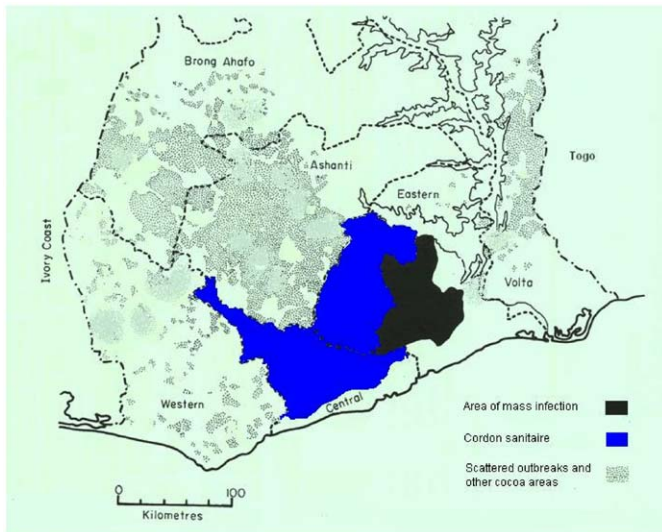 Brong Ahafo
Ashanti
Togo
Eastern
Ivory Coast
Volta
Western
Central
Area of mass infection
Cordon sanitaire
Scattered outbreaks and
other cocoa areas
0 100
Kilometres